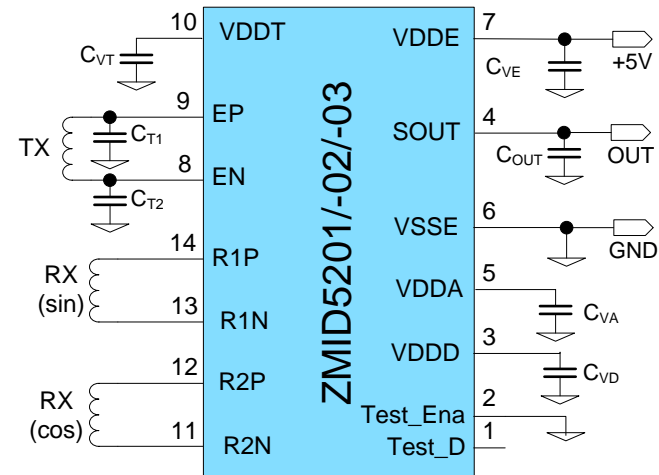 10 VDDT
C_VT
9 EP
C_T1
TX
8 EN
C_T2
14 R1P
RX
(sin)
13 R1N
12 R2P
RX
(cos)
11 R2N
ZMID5201/-02/-03
VDDE 7
+5V
C_VE
SOUT 4
C_OUT
OUT
VSSE 6
GND
VDDA 5
C_VA
VDDD 3
C_VD
Test_Ena 2
Test_D 1